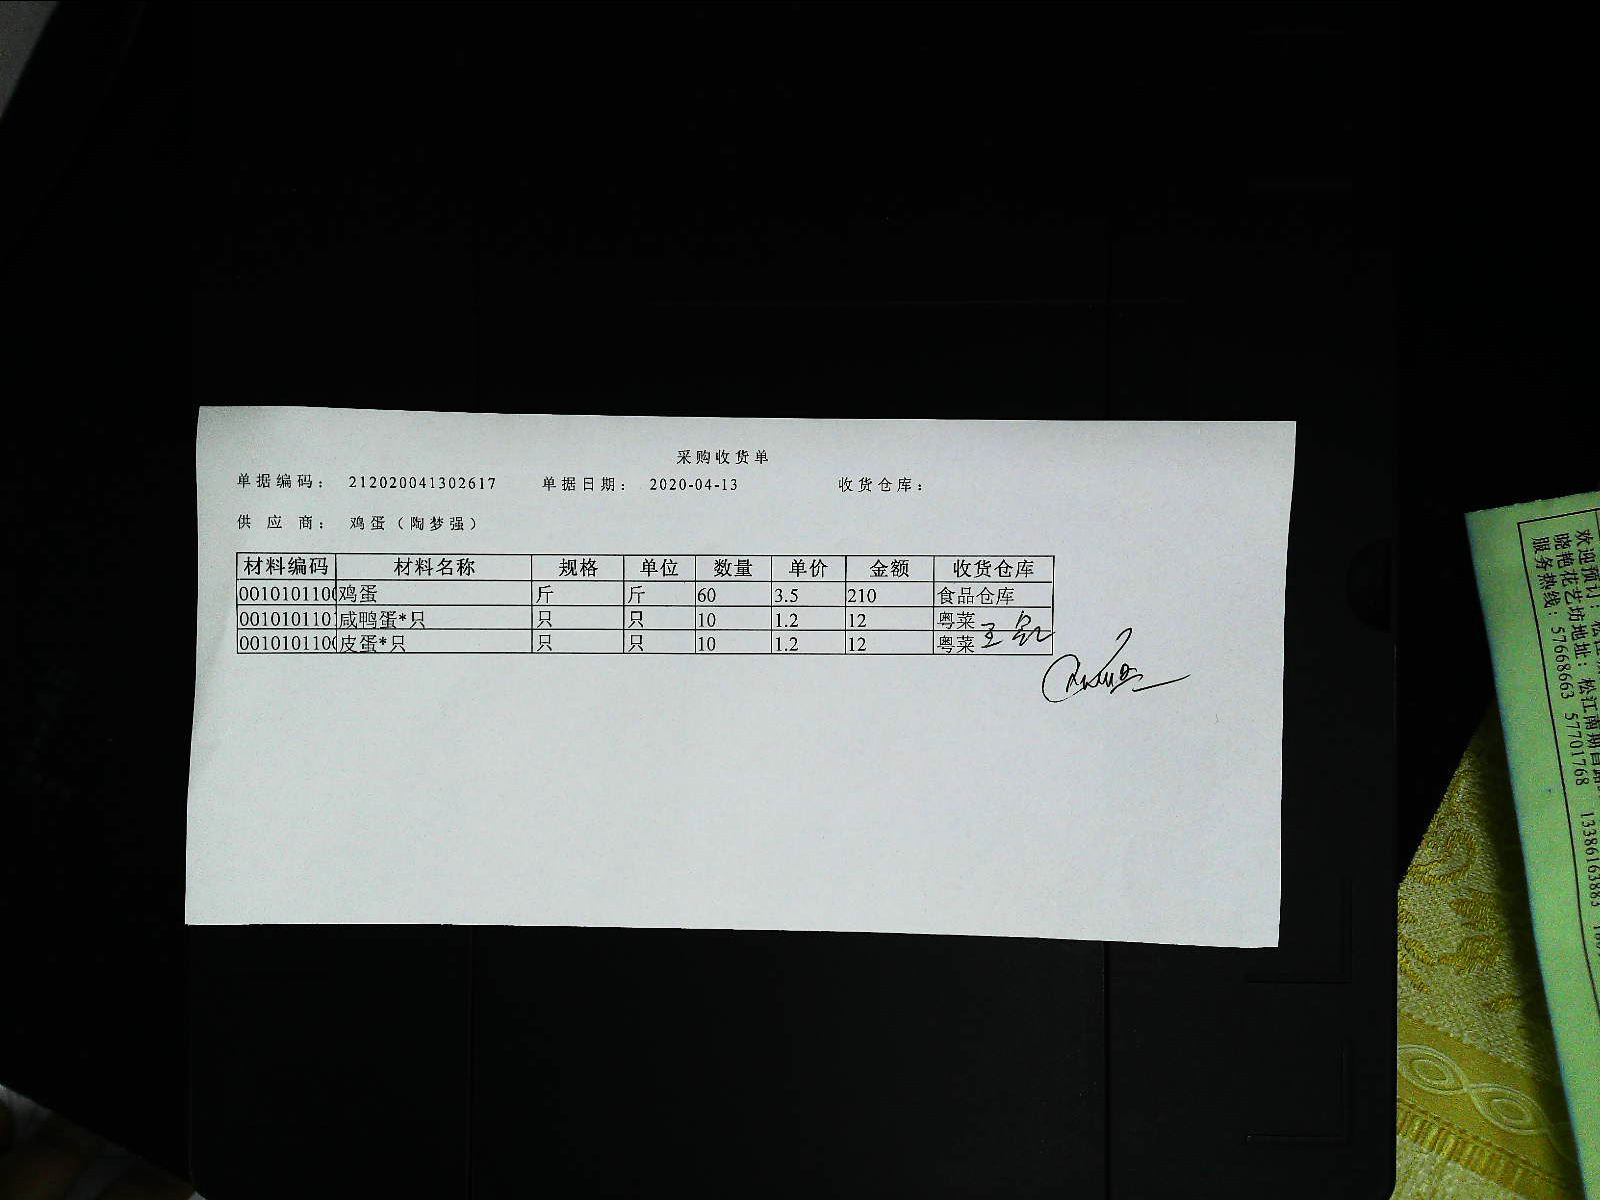 采购收货单
单据编码： 212020041302617 单据日期： 2020-04-13 收货仓库：
供 应 商： 鸡蛋（陶梦强）
材料编码 材料名称 规格 单位 数量 单价 金额 收货仓库
0010101100 鸡蛋 斤 斤 60 3.5 210 食品仓库
001010110 咸鸭蛋*只 只 只 10 1.2 12 粤菜
0010101100 皮蛋*只 只 只 10 1.2 12 粤菜
欢迎预订：
晓艳花艺坊地址：松江南期昌路
服务热线：57668663 57701768 13386163883